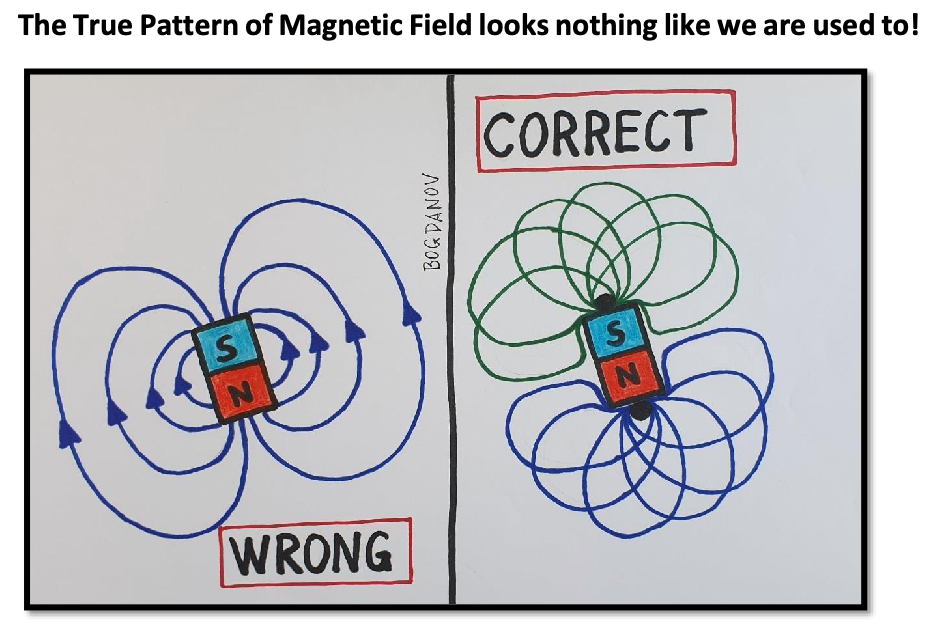 The True Pattern of Magnetic Field looks nothing like we are used to!
CORRECT
BOGDANOV
S
N
S
N
WRONG